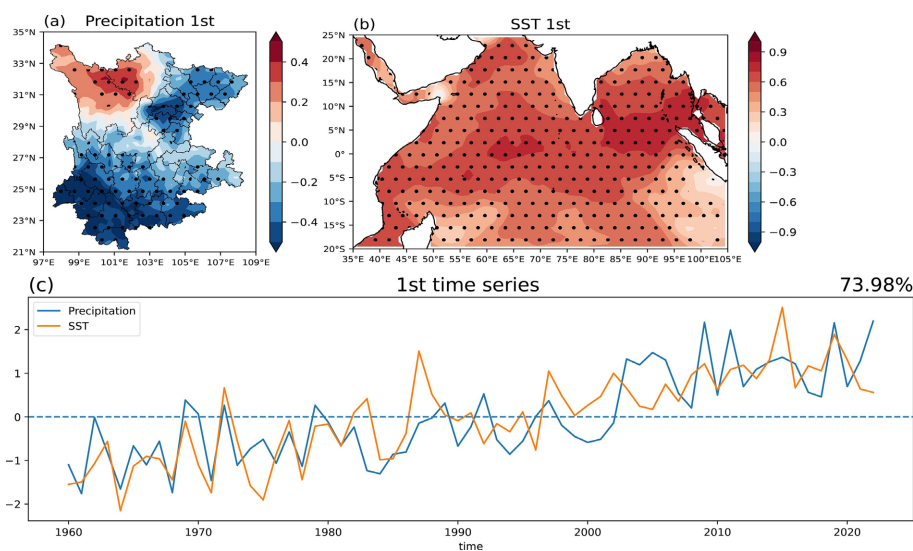 (a) Precipitation 1st
35°N
33°N
31°N
29°N
27°N
25°N
23°N
21°N
97°E 99°E 101°E 103°E 105°E 107°E 109°E
0.4
0.2
0.0
−0.2
−0.4
(b) SST 1st
25°N
20°N
15°N
10°N
5°N
0°
5°S
10°S
15°S
20°S
35°E 40°E 45°E 50°E 55°E 60°E 65°E 70°E 75°E 80°E 85°E 90°E 95°E 100°E 105°E
0.9
0.6
0.3
0.0
−0.3
−0.6
−0.9
(c) 1st time series 73.98%
Precipitation
SST
2
1
0
−1
−2
1960 1970 1980 1990 2000 2010 2020
time